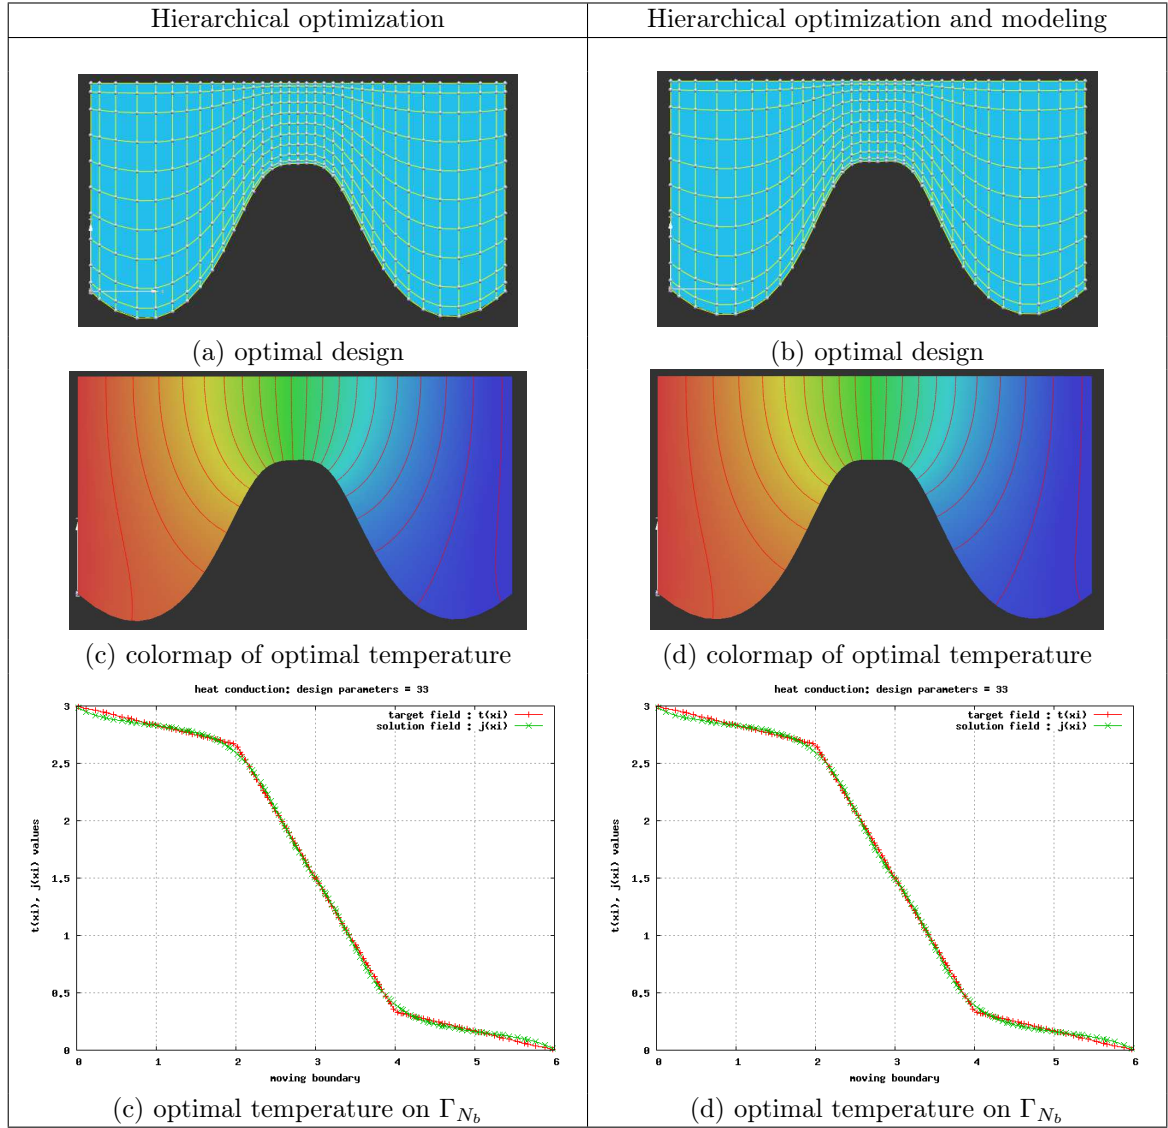 Hierarchical optimization
Hierarchical optimization and modeling
(a) optimal design
(b) optimal design
(c) colormap of optimal temperature
(d) colormap of optimal temperature
heat conduction: design parameters = 33
target field : t(xi)
solution field : j(xi)
t(xi), j(xi) values
3
2.5
2
1.5
1
0.5
0
0 1 2 3 4 5 6
moving boundary
(c) optimal temperature on Γ_{N_b}
heat conduction: design parameters = 33
target field : t(xi)
solution field : j(xi)
t(xi), j(xi) values
3
2.5
2
1.5
1
0.5
0
0 1 2 3 4 5 6
moving boundary
(d) optimal temperature on Γ_{N_b}